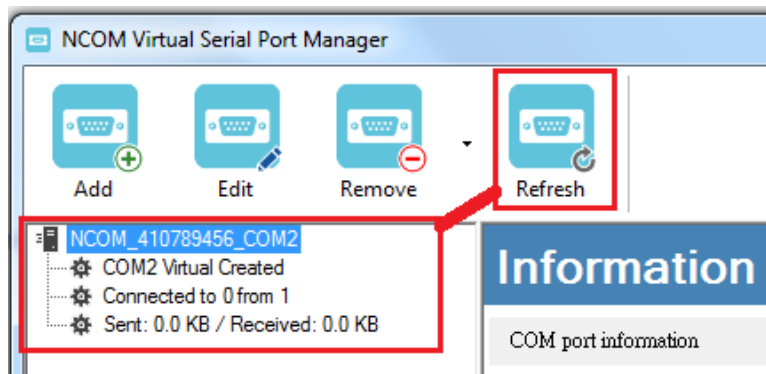 NCOM Virtual Serial Port Manager
Add
Edit
Remove
Refresh
NCOM_410789456_COM2
COM2 Virtual Created
Connected to 0 from 1
Sent: 0.0 KB / Received: 0.0 KB
Information
COM port information